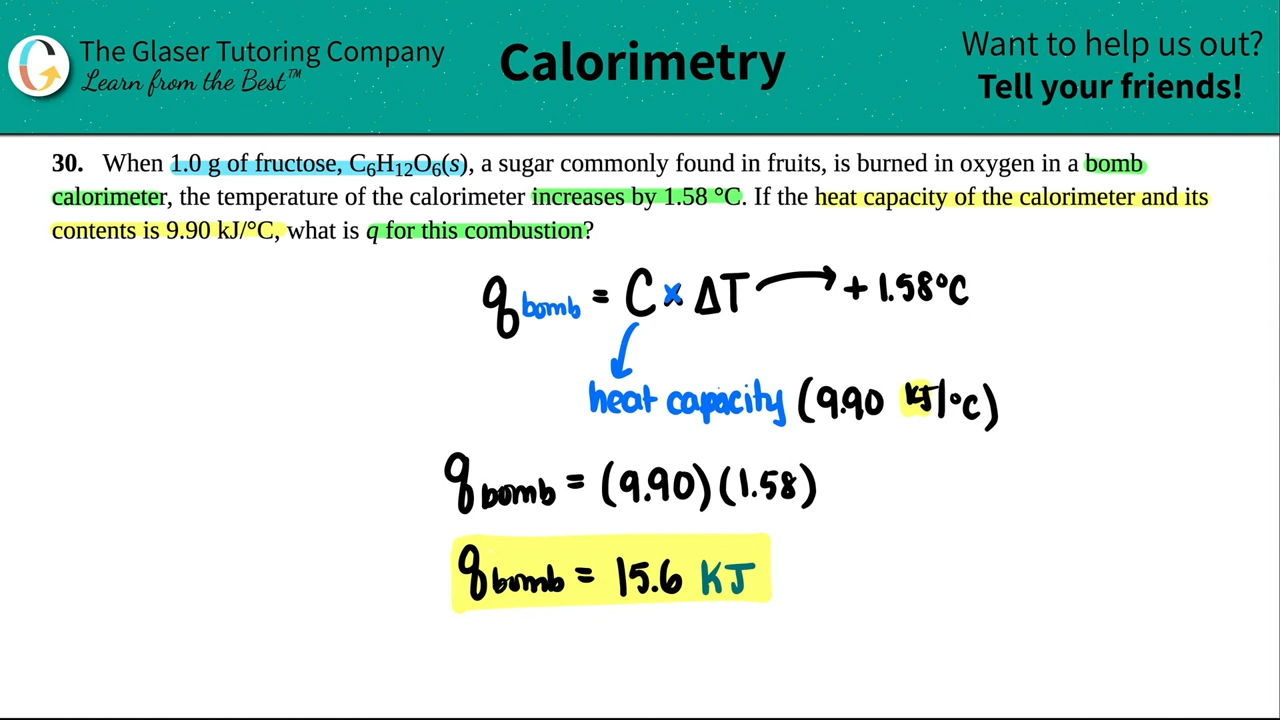 The Glaser Tutoring Company
Learn from the Best™
Calorimetry
Want to help us out?
Tell your friends!
30. When 1.0 g of fructose, C₆H₁₂O₆(s), a sugar commonly found in fruits, is burned in oxygen in a bomb
calorimeter, the temperature of the calorimeter increases by 1.58 °C. If the heat capacity of the calorimeter and its
contents is 9.90 kJ/°C, what is q for this combustion?
q bomb = C × ΔT → + 1.58°C
heat capacity (9.90 KJ/°C)
q bomb = (9.90)(1.58)
q bomb = 15.6 KJ